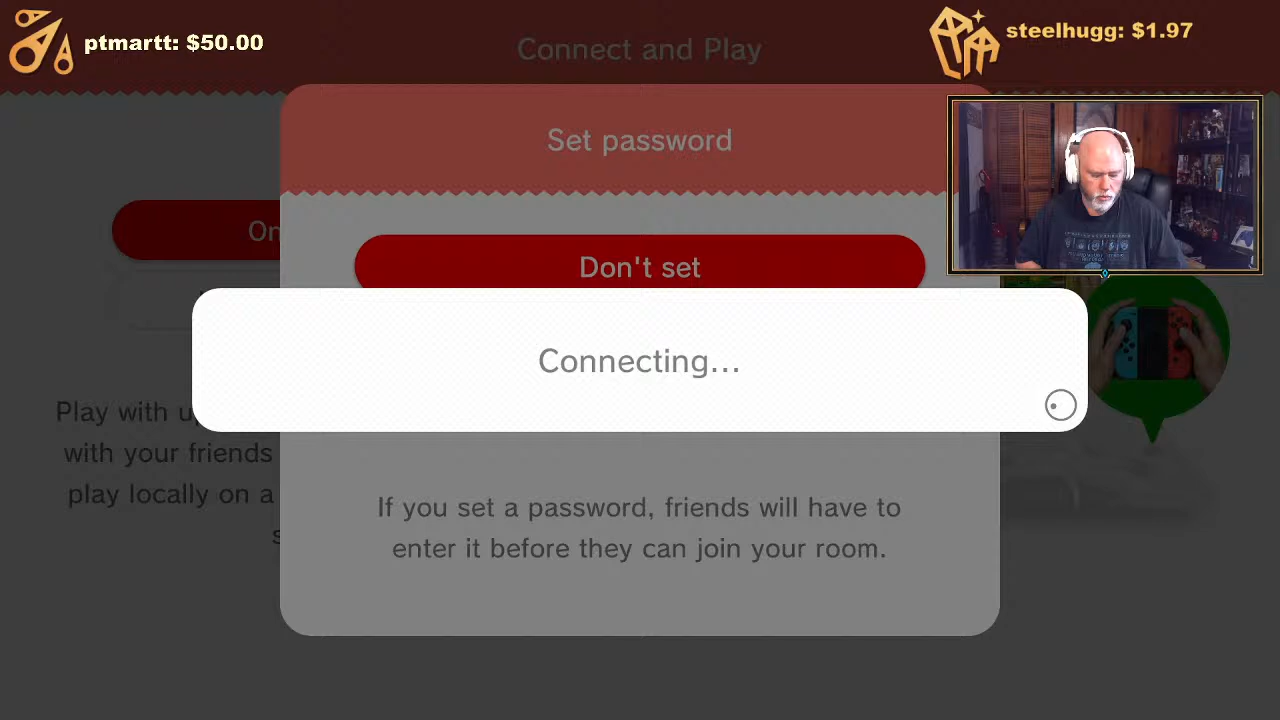 ptmartt: $50.00
steelhugg: $1.97
Connect and Play
Set password
On
Don't set
Connecting...
Play with
with your friends
play locally on a
If you set a password, friends will have to
enter it before they can join your room.